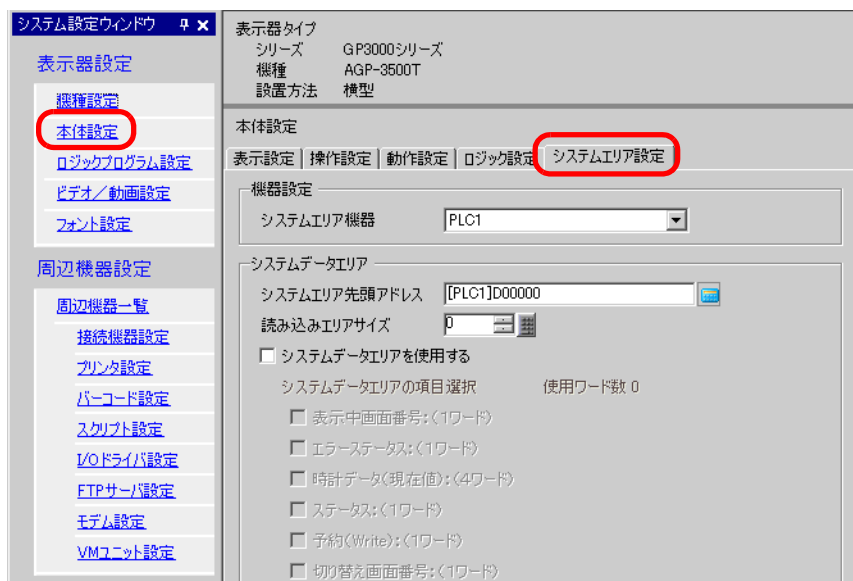 システム設定ウィンドウ
表示器設定
機種設定
本体設定
ロジックプログラム設定
ビデオ／動画設定
フォント設定
周辺機器設定
周辺機器一覧
接続機器設定
プリンタ設定
バーコード設定
スクリプト設定
I/Oドライバ設定
FTPサーバ設定
モデム設定
VMユニット設定
表示器タイプ
シリーズ GP3000シリーズ
機種 AGP-3500T
設置方法 横型
本体設定
表示設定 操作設定 動作設定 ロジック設定 システムエリア設定
機器設定
システムエリア機器 PLC1
システムデータエリア
システムエリア先頭アドレス [PLC1]D00000
読み込みエリアサイズ 0
システムデータエリアを使用する
システムデータエリアの項目選択 使用ワード数 0
表示中画面番号:(1ワード)
エラーステータス:(1ワード)
時計データ(現在値):(4ワード)
ステータス:(1ワード)
予約(Write):(1ワード)
切り替え画面番号:(1ワード)